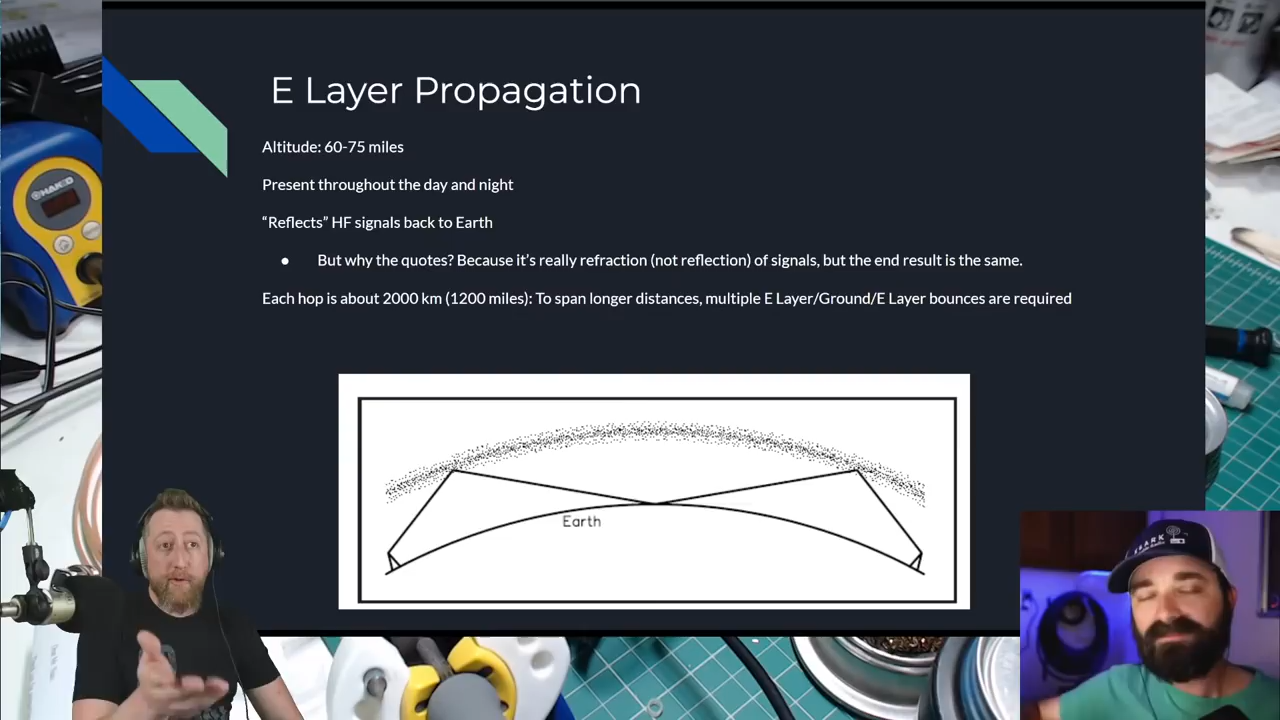 E Layer Propagation
Altitude: 60-75 miles
Present throughout the day and night
“Reflects” HF signals back to Earth
● But why the quotes? Because it’s really refraction (not reflection) of signals, but the end result is the same.
Each hop is about 2000 km (1200 miles): To span longer distances, multiple E Layer/Ground/E Layer bounces are required
Earth
HAKKO